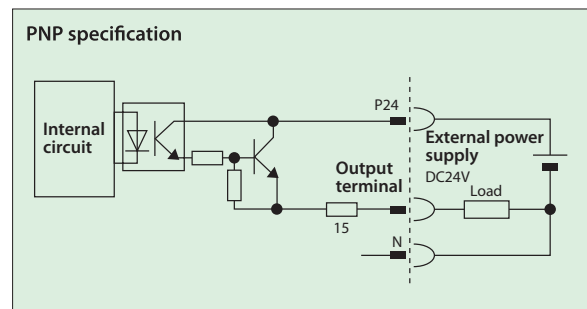 PNP specification
Internal
circuit
P24
External power
supply
DC24V
Output
terminal
Load
15
N